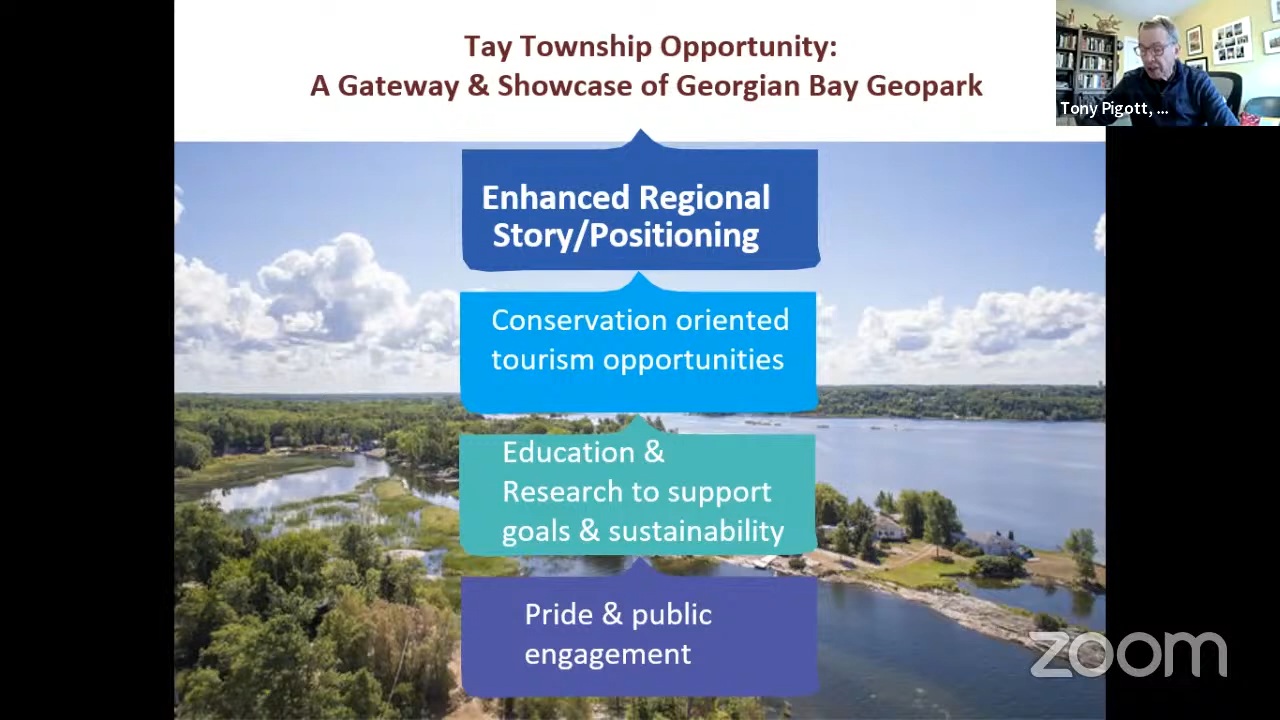 Tay Township Opportunity:
A Gateway & Showcase of Georgian Bay Geopark
Tony Pigott, ...
Enhanced Regional
Story/Positioning
Conservation oriented
tourism opportunities
Education &
Research to support
goals & sustainability
Pride & public
engagement
zoom